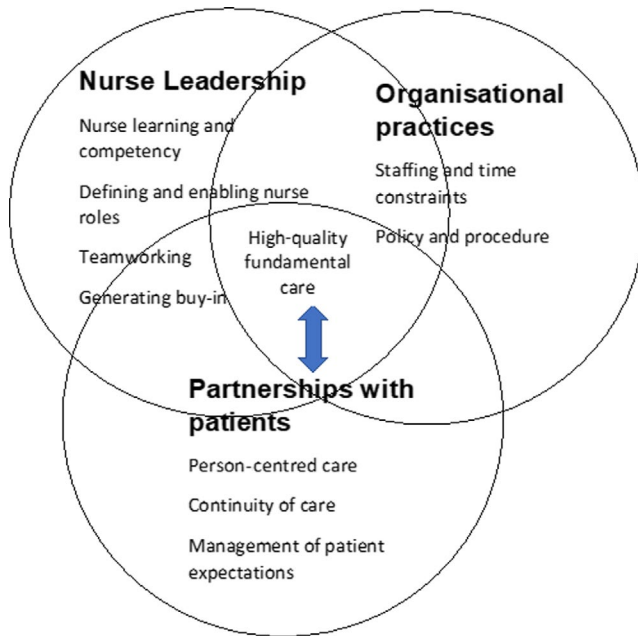 Nurse Leadership
Nurse learning and
competency
Defining and enabling nurse
roles
Teamworking
Generating buy-in
Organisational
practices
Staffing and time
constraints
Policy and procedure
High-quality
fundamental
care
Partnerships with
patients
Person-centred care
Continuity of care
Management of patient
expectations